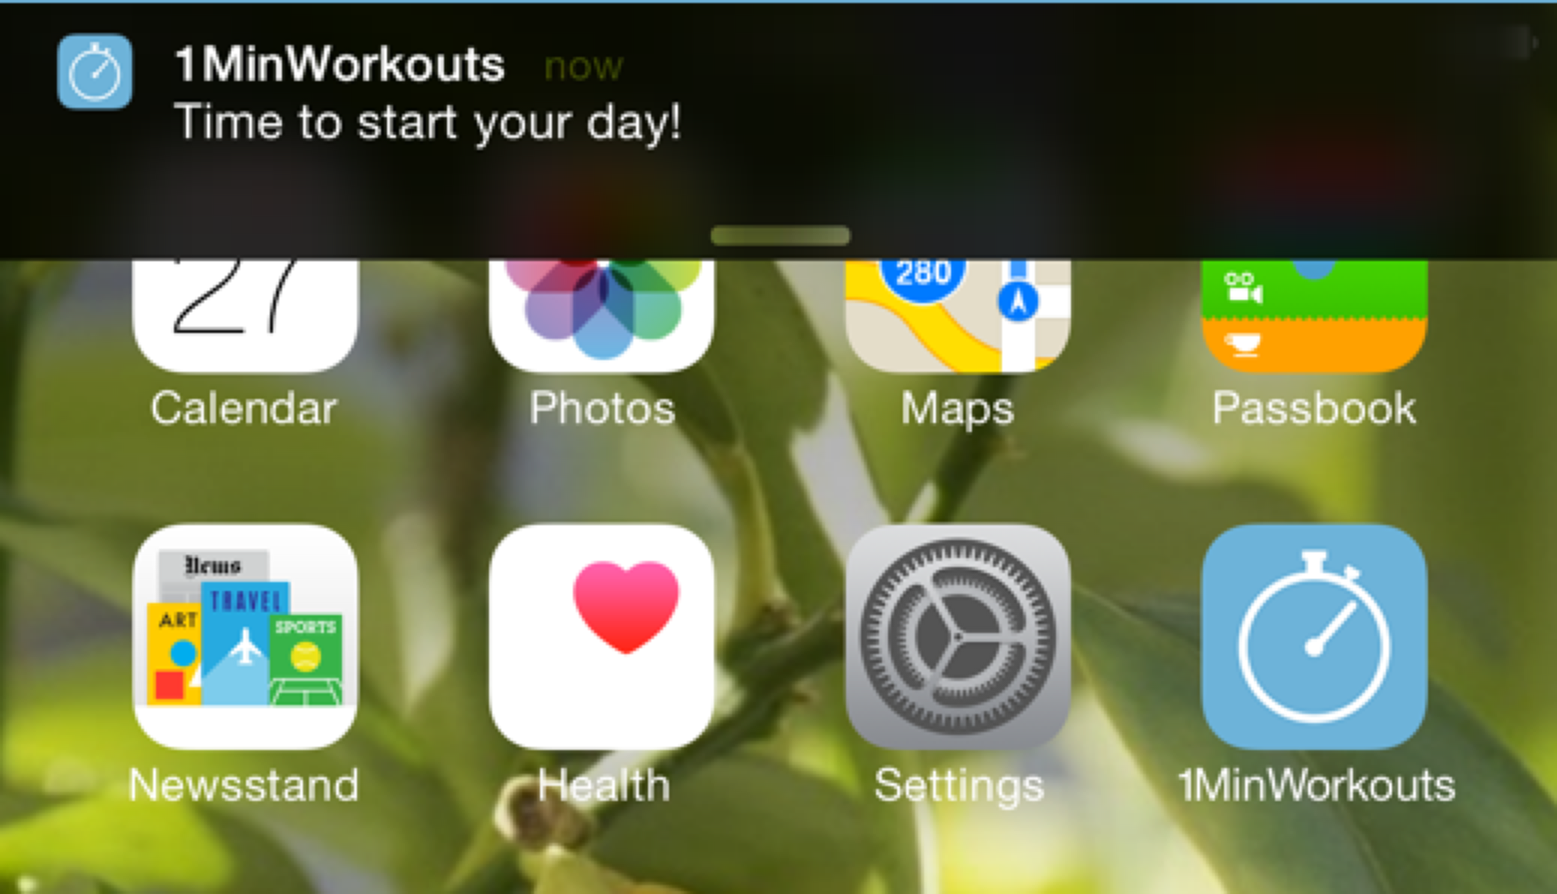 1MinWorkouts now
Time to start your day!
27
280
Calendar Photos Maps Passbook
News
TRAVEL
ART
SPORTS
Newsstand Health Settings 1MinWorkouts